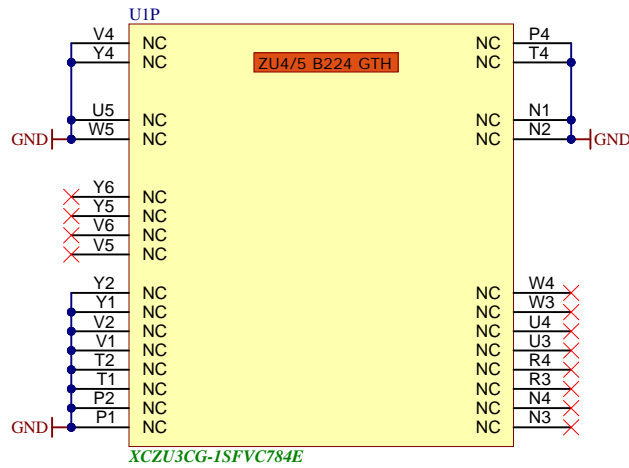 U1P
ZU4/5 B224 GTH
V4 NC NC P4
Y4 NC NC T4
U5 NC NC N1
GND W5 NC NC N2 GND
Y6 NC
Y5 NC
V6 NC
V5 NC
Y2 NC NC W4
Y1 NC NC W3
V2 NC NC U4
V1 NC NC U3
T2 NC NC R4
T1 NC NC R3
P2 NC NC N4
GND P1 NC NC N3
XCZU3CG-1SFVC784E